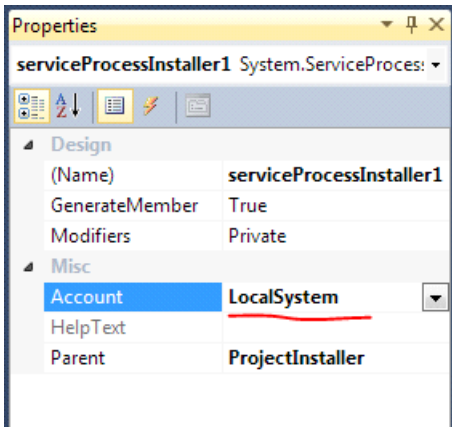 Properties
serviceProcessInstaller1 System.ServiceProces
Design
(Name) serviceProcessInstaller1
GenerateMember True
Modifiers Private
Misc
Account LocalSystem
HelpText
Parent ProjectInstaller